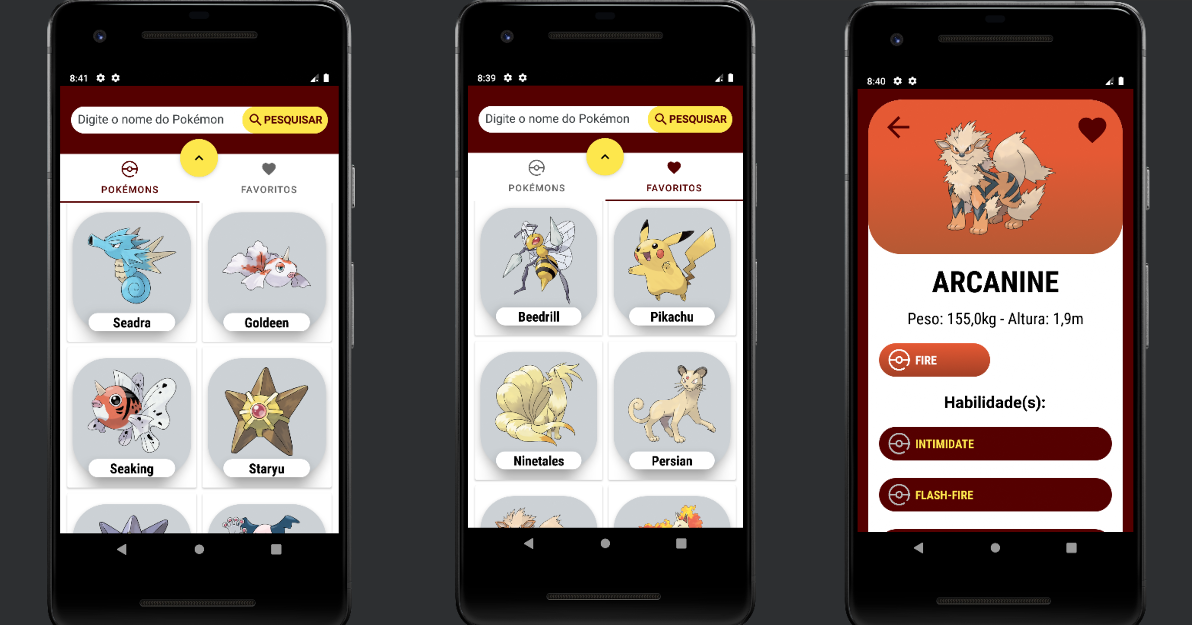 8:41
Digite o nome do Pokémon
PESQUISAR
POKÉMONS
FAVORITOS
Seadra
Goldeen
Seaking
Staryu
8:39
Digite o nome do Pokémon
PESQUISAR
POKÉMONS
FAVORITOS
Beedrill
Pikachu
Ninetales
Persian
8:40
ARCANINE
Peso: 155,0kg - Altura: 1,9m
FIRE
Habilidade(s):
INTIMIDATE
FLASH-FIRE